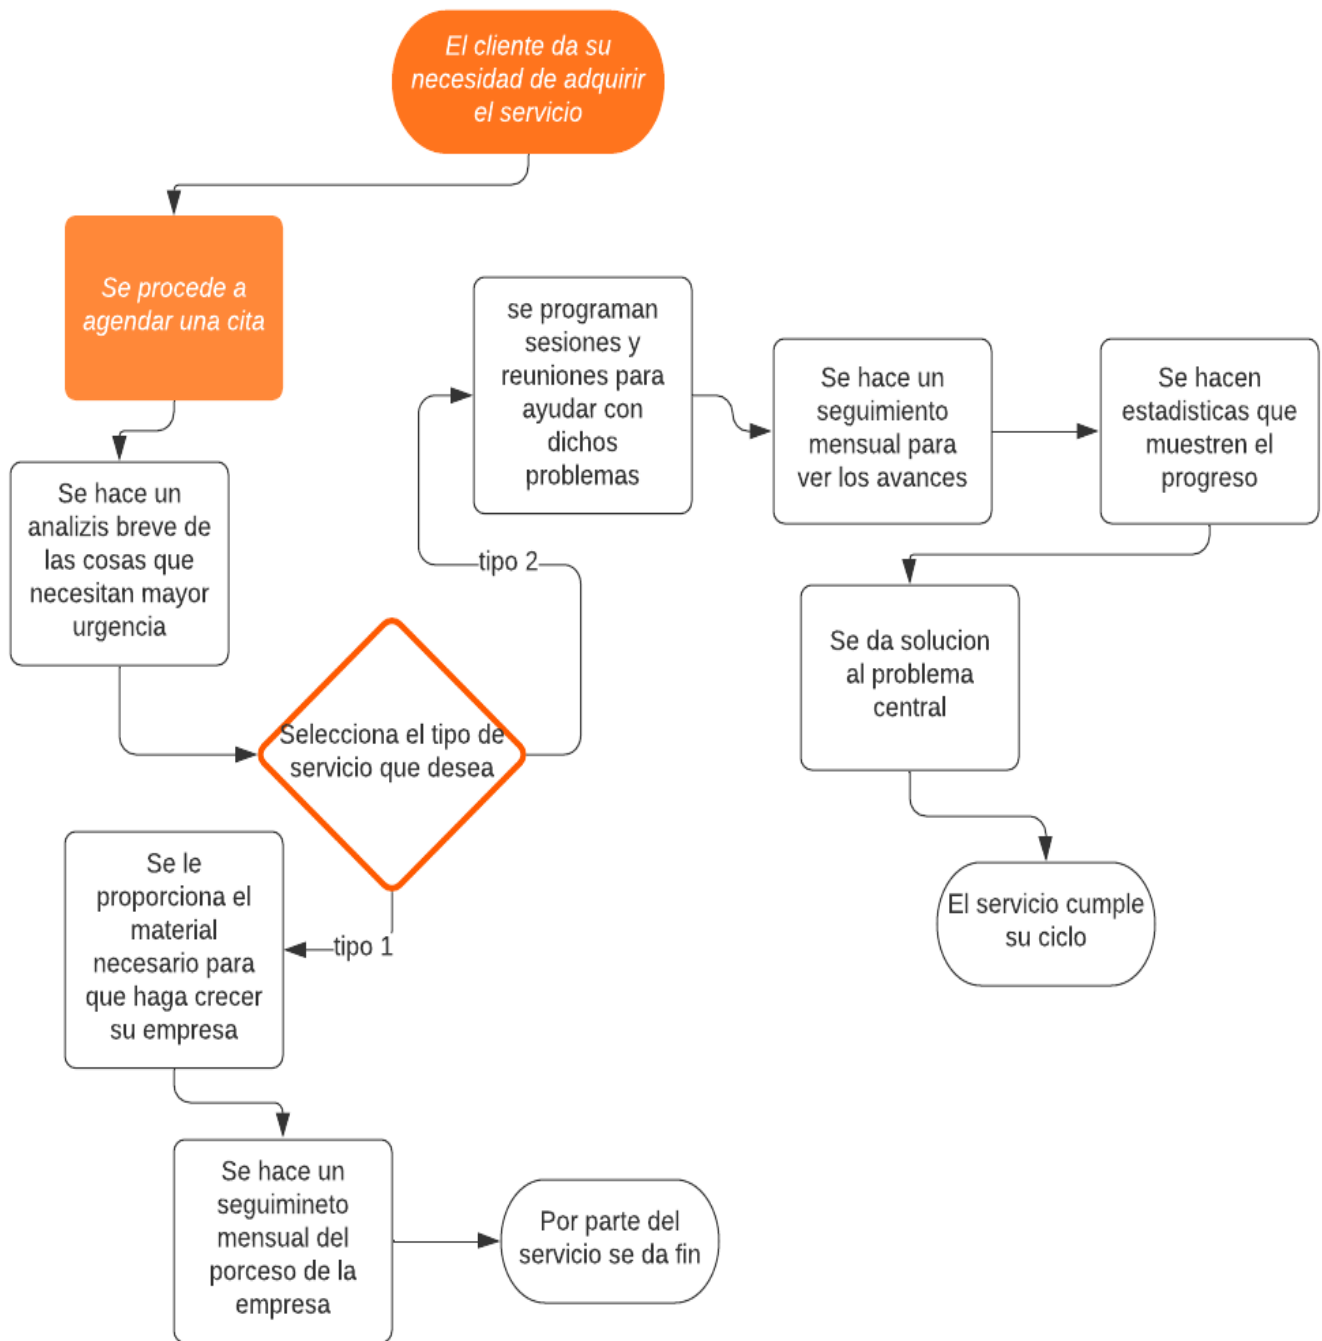 El cliente da su
necesidad de adquirir
el servicio
Se procede a
agendar una cita
Se hace un
analizis breve de
las cosas que
necesitan mayor
urgencia
Selecciona el tipo de
servicio que desea
tipo 2
se programan
sesiones y
reuniones para
ayudar con
dichos
problemas
Se hace un
seguimiento
mensual para
ver los avances
Se hacen
estadisticas que
muestren el
progreso
Se da solucion
al problema
central
El servicio cumple
su ciclo
tipo 1
Se le
proporciona el
material
necesario para
que haga crecer
su empresa
Se hace un
seguimineto
mensual del
porceso de la
empresa
Por parte del
servicio se da fin